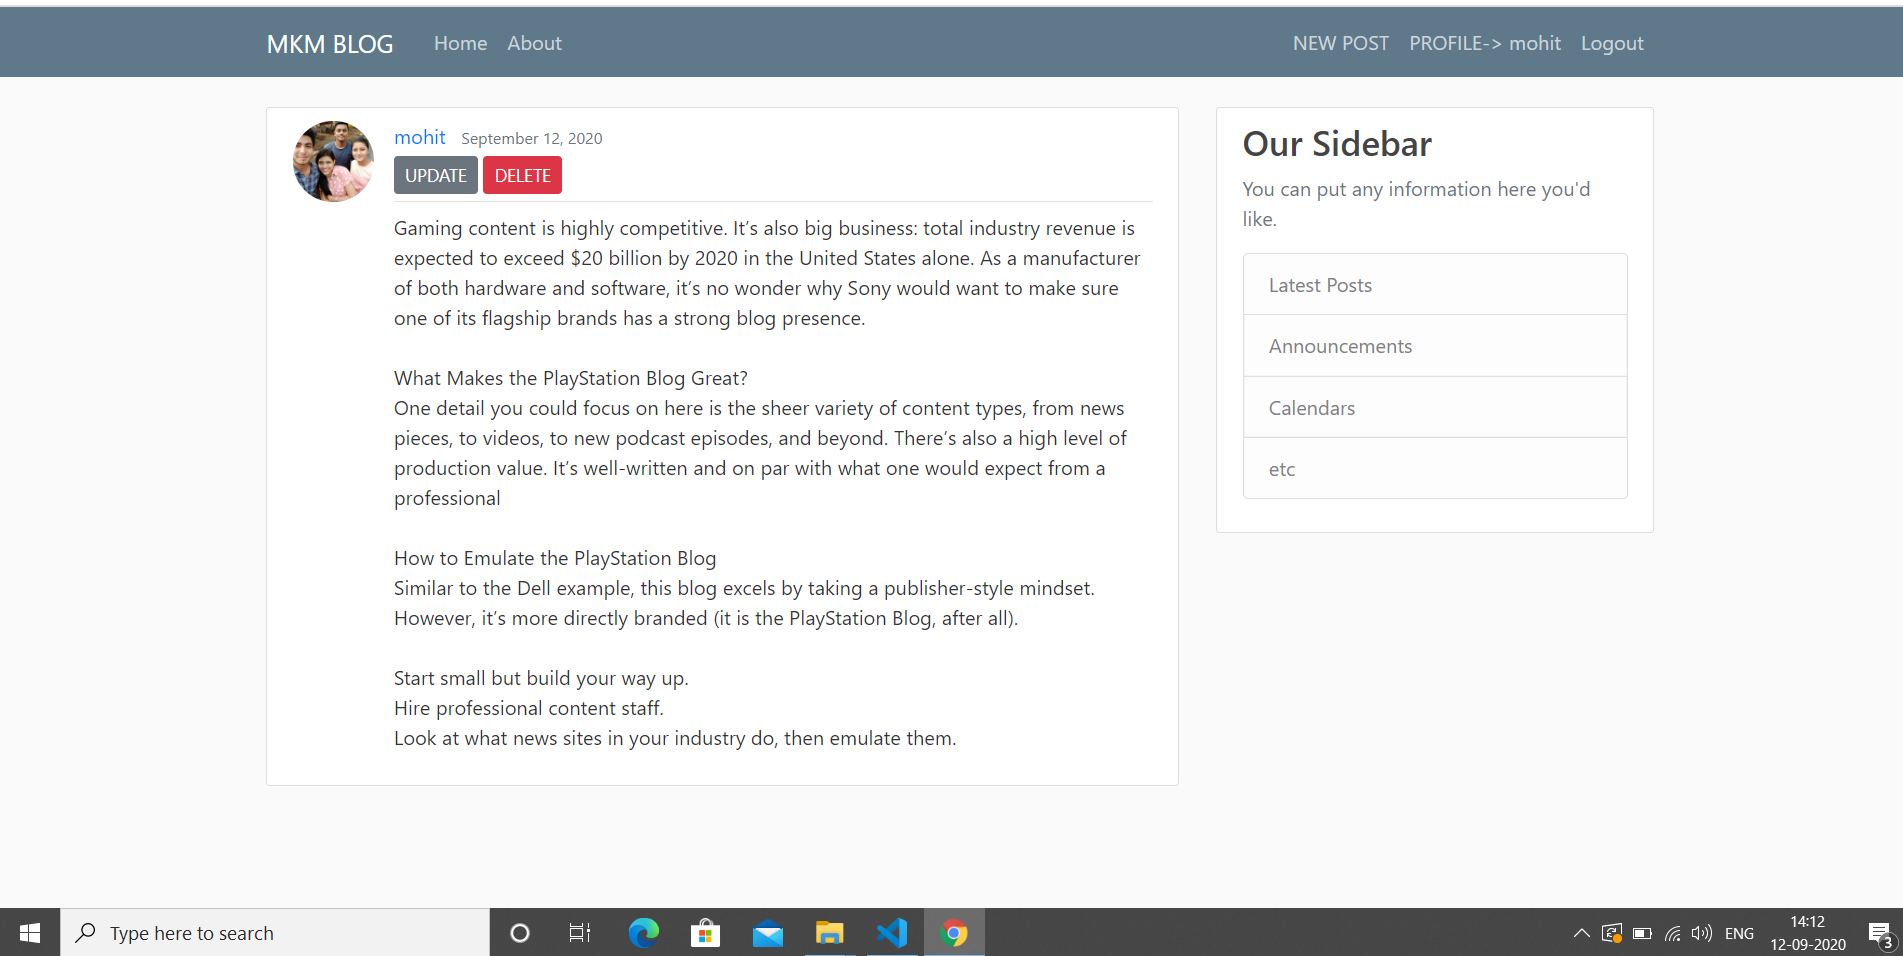 MKM BLOG Home About NEW POST PROFILE-> mohit Logout
mohit September 12, 2020
UPDATE DELETE
Gaming content is highly competitive. It’s also big business: total industry revenue is
expected to exceed $20 billion by 2020 in the United States alone. As a manufacturer
of both hardware and software, it’s no wonder why Sony would want to make sure
one of its flagship brands has a strong blog presence.
What Makes the PlayStation Blog Great?
One detail you could focus on here is the sheer variety of content types, from news
pieces, to videos, to new podcast episodes, and beyond. There’s also a high level of
production value. It’s well-written and on par with what one would expect from a
professional
How to Emulate the PlayStation Blog
Similar to the Dell example, this blog excels by taking a publisher-style mindset.
However, it’s more directly branded (it is the PlayStation Blog, after all).
Start small but build your way up.
Hire professional content staff.
Look at what news sites in your industry do, then emulate them.
Our Sidebar
You can put any information here you'd
like.
Latest Posts
Announcements
Calendars
etc
Type here to search
ENG
14:12
12-09-2020
3